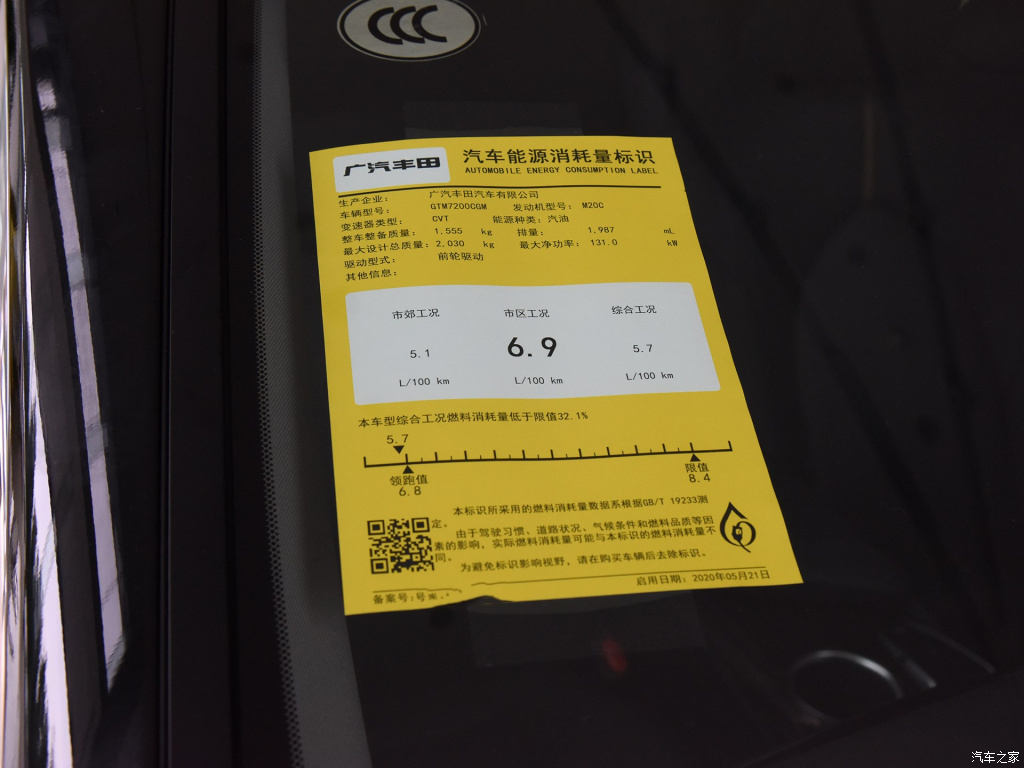 CCC
广汽丰田 汽车能源消耗量标识
AUTOMOBILE ENERGY CONSUMPTION LABEL
生产企业： 广汽丰田汽车有限公司
车辆型号： GTM7200CGM 发动机型号： M20C
变速器类型： CVT 能源种类：汽油
整车整备质量： 1,555 kg 排量： 1,987 mL
最大设计总质量：2,030 kg 最大净功率： 131.0 kW
驱动型式： 前轮驱动
其他信息：
市郊工况 市区工况 综合工况
5.1 6.9 5.7
L/100 km L/100 km L/100 km
本车型综合工况燃料消耗量低于限值32.1%
5.7
领跑值 限值
6.8 8.4
本标识所采用的燃料消耗量数据系根据GB/T 19233测
定。
由于驾驶习惯、道路状况、气候条件和燃料品质等因
素的影响，实际燃料消耗量可能与本标识的燃料消耗量不
同。
为避免标识影响视野，请在购买车辆后去除标识。
备案号: 启用日期：2020年05月21日
汽车之家